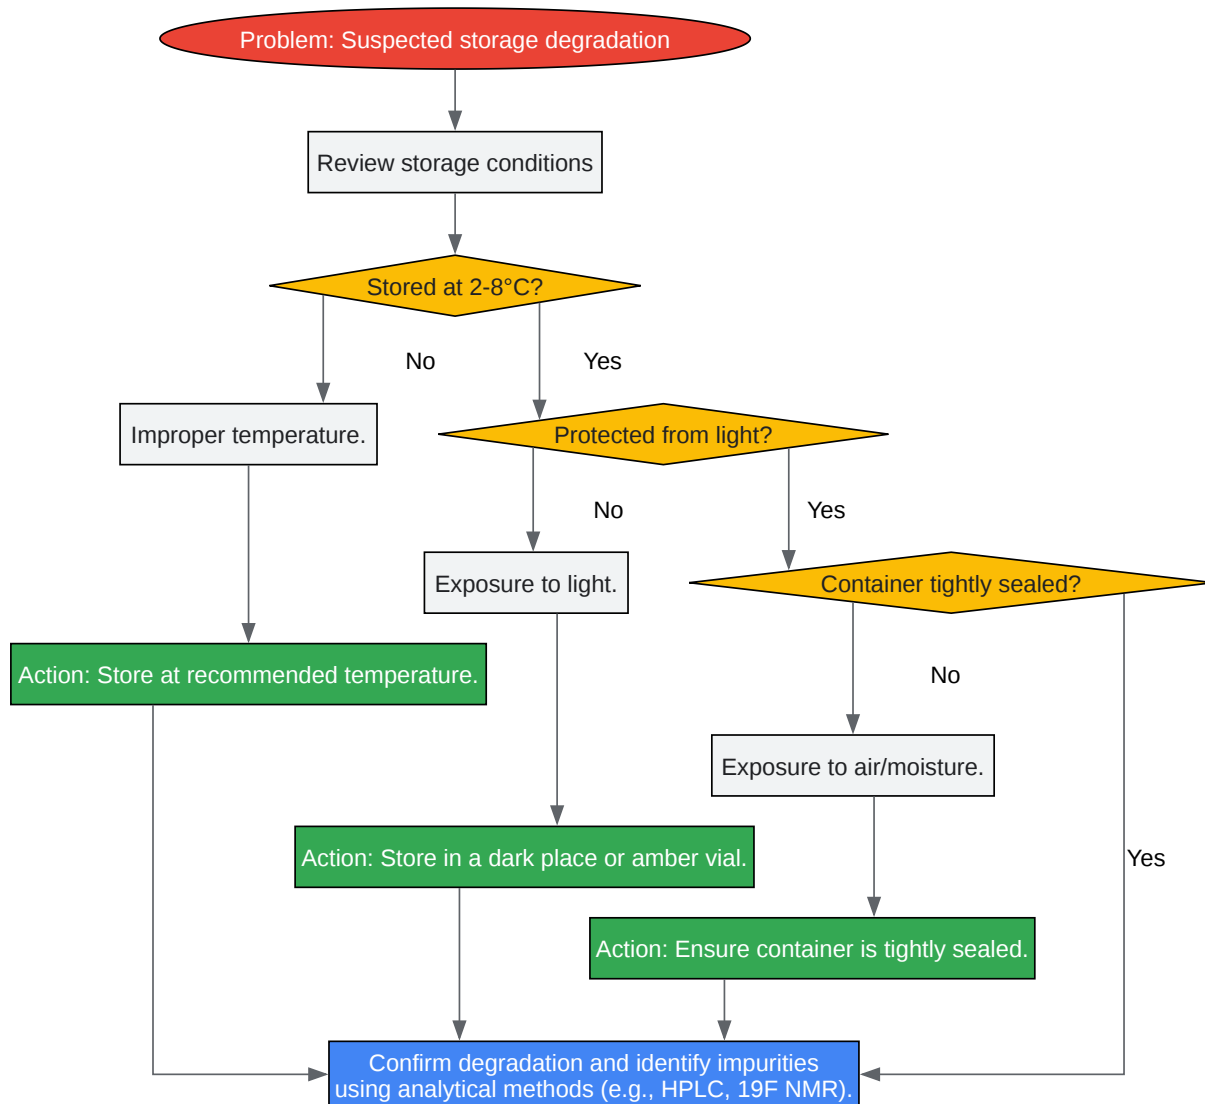 Problem: Suspected storage degradation
Review storage conditions
Stored at 2-8°C?
No
Yes
Improper temperature.
Protected from light?
No
Yes
Exposure to light.
Container tightly sealed?
Action: Store at recommended temperature.
No
Exposure to air/moisture.
Action: Store in a dark place or amber vial.
Yes
Action: Ensure container is tightly sealed.
Confirm degradation and identify impurities
using analytical methods (e.g., HPLC, 19F NMR).